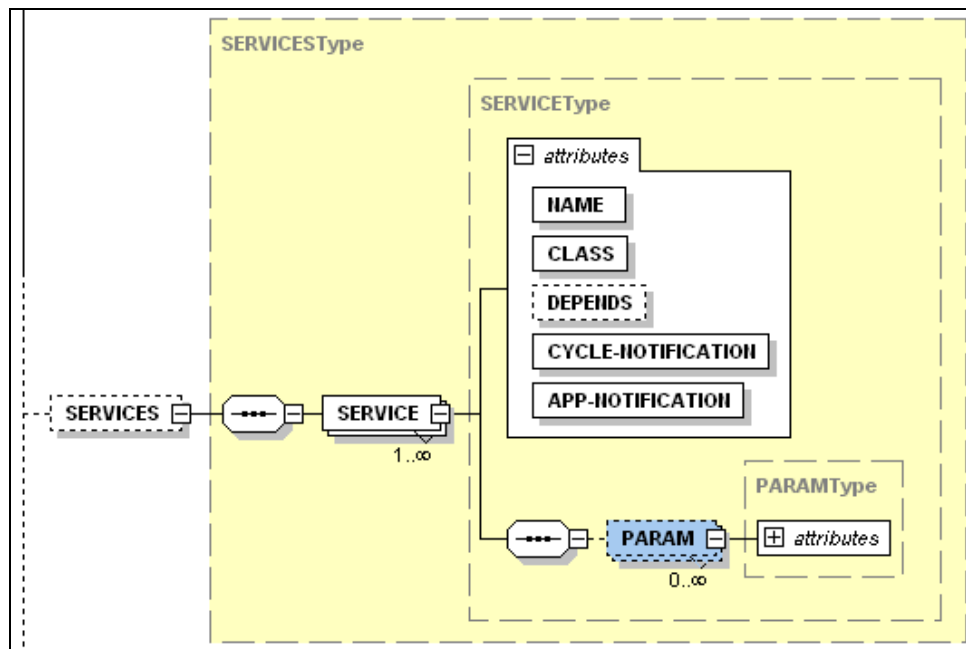 SERVICESType
SERVICEType
attributes
NAME
CLASS
DEPENDS
CYCLE-NOTIFICATION
APP-NOTIFICATION
SERVICES
SERVICE
1..∞
PARAMType
PARAM
attributes
0..∞